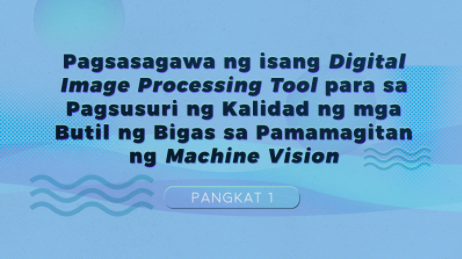 Pagsasagawa ng isang Digital
Image Processing Tool para sa
Pagsusuri ng Kalidad ng mga
Butil ng Bigas sa Pamamagitan
ng Machine Vision
PANGKAT 1